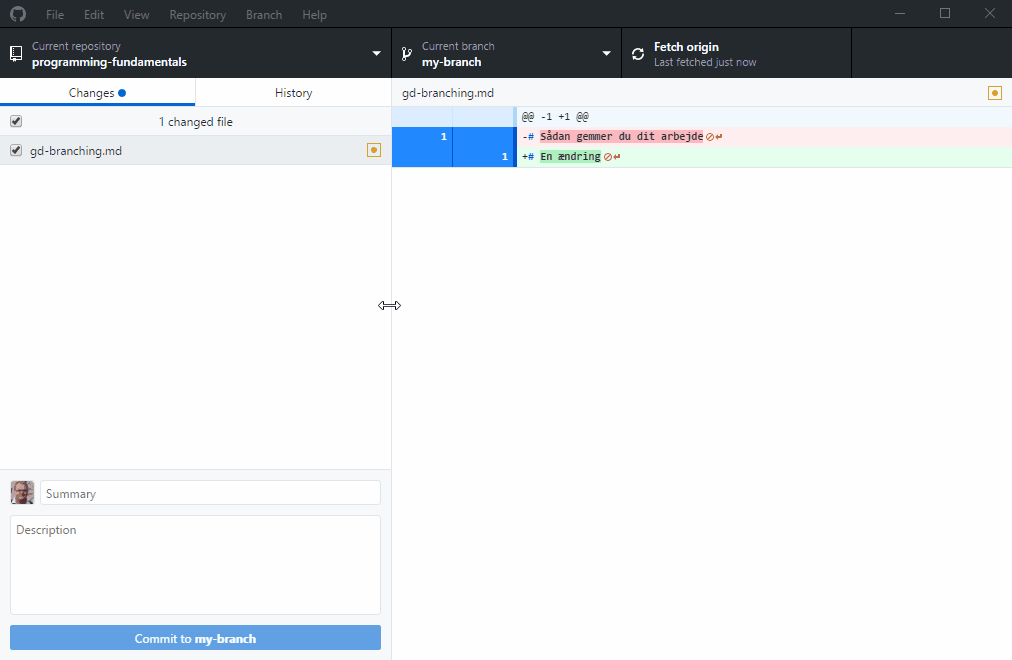 File Edit View Repository Branch Help
Current repository
programming-fundamentals
Current branch
my-branch
Fetch origin
Last fetched just now
Changes
History
1 changed file
gd-branching.md
gd-branching.md
@@ -1 +1 @@
1 -# Sådan gemmer du dit arbejde
1 +# En ændring
Summary
Description
Commit to my-branch